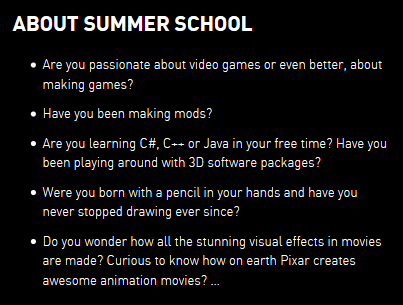 ABOUT SUMMER SCHOOL
• Are you passionate about video games or even better, about
making games?
• Have you been making mods?
• Are you learning C#, C++ or Java in your free time? Have you
been playing around with 3D software packages?
• Were you born with a pencil in your hands and have you
never stopped drawing ever since?
• Do you wonder how all the stunning visual effects in movies
are made? Curious to know how on earth Pixar creates
awesome animation movies? ...